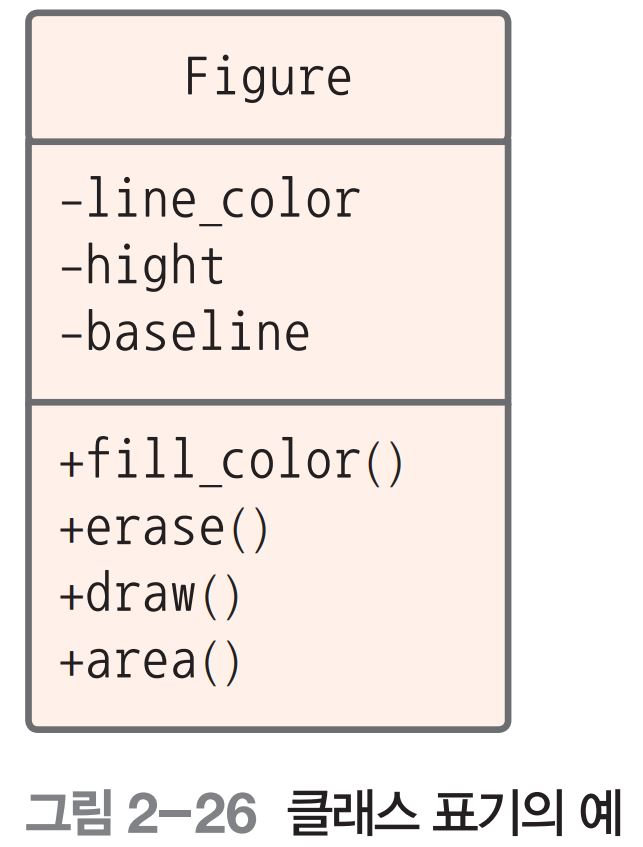 Figure
-line_color
-hight
-baseline
+fill_color()
+erase()
+draw()
+area()
그림 2-26 클래스 표기의 예